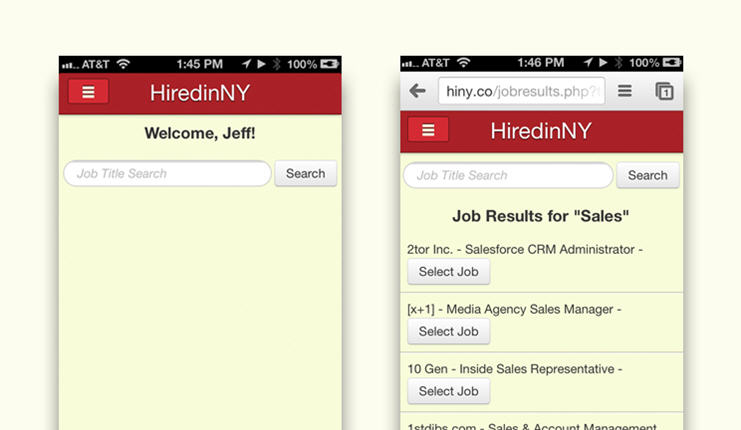 AT&T 1:45 PM 100%
HiredinNY
Welcome, Jeff!
Job Title Search Search
AT&T 1:46 PM 100%
hiny.co/jobresults.php? 1
HiredinNY
Job Title Search Search
Job Results for "Sales"
2tor Inc. - Salesforce CRM Administrator -
Select Job
[x+1] - Media Agency Sales Manager -
Select Job
10 Gen - Inside Sales Representative -
Select Job
1stdibs.com - Sales & Account Management